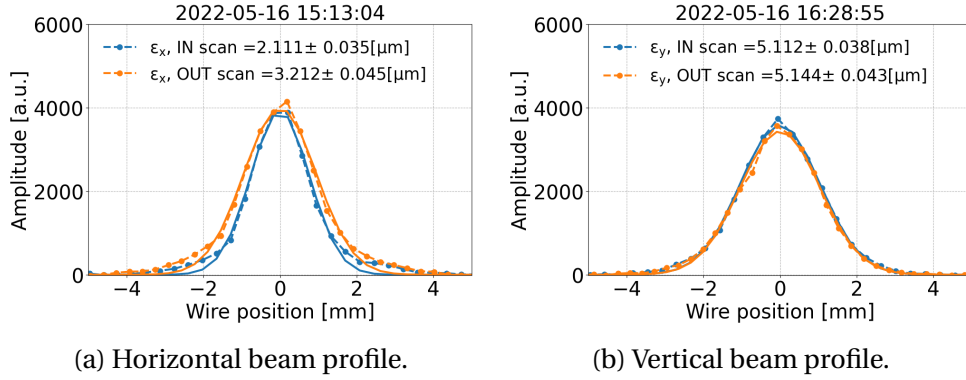 2022-05-16 15:13:04
6000
4000
2000
0
Amplitude [a.u.]
εx, IN scan =2.111± 0.035[μm]
εx, OUT scan =3.212± 0.045[μm]
−4 −2 0 2 4
Wire position [mm]
(a) Horizontal beam profile.
2022-05-16 16:28:55
6000
4000
2000
0
Amplitude [a.u.]
εy, IN scan =5.112± 0.038[μm]
εy, OUT scan =5.144± 0.043[μm]
−4 −2 0 2 4
Wire position [mm]
(b) Vertical beam profile.